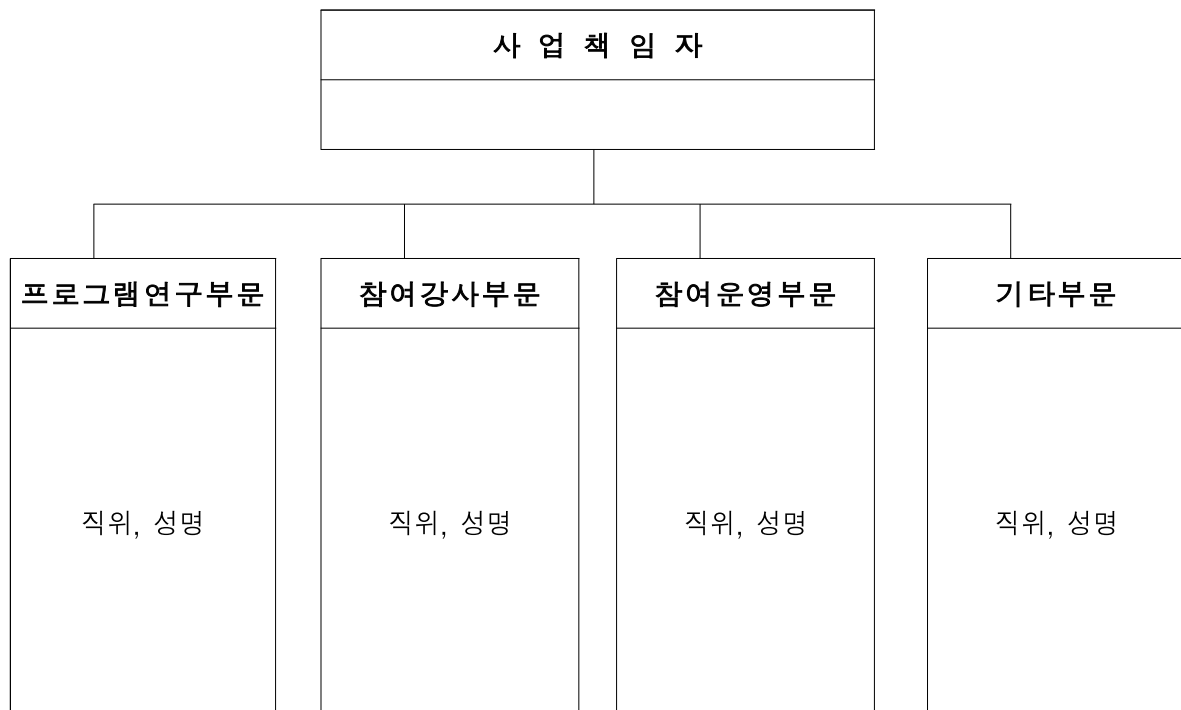 사 업 책 임 자
프로그램연구부문
참여강사부문
참여운영부문
기타부문
직위, 성명
직위, 성명
직위, 성명
직위, 성명